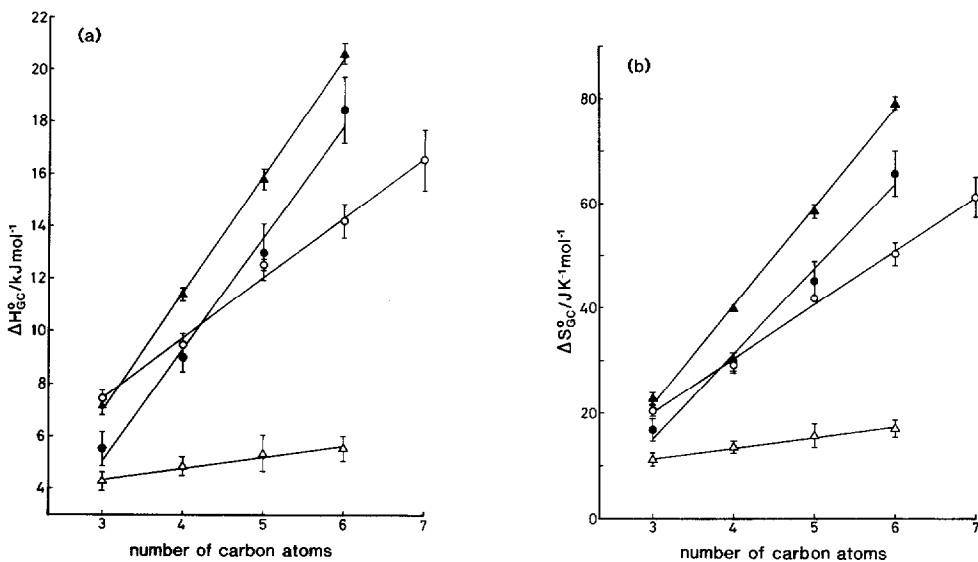 (a)
22
20
18
16
14
12
10
8
6
4
ΔH°GC/kJ mol⁻¹
3 4 5 6 7
number of carbon atoms
(b)
80
60
40
20
0
ΔS°GC/JK⁻¹mol⁻¹
3 4 5 6 7
number of carbon atoms